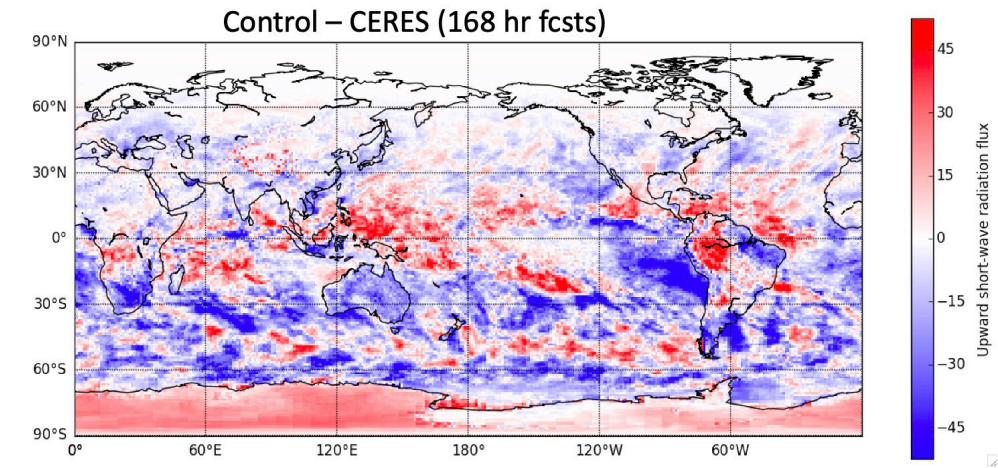 Control – CERES (168 hr fcsts)
90°N
60°N
30°N
0°
30°S
60°S
90°S
0°
60°E
120°E
180°
120°W
60°W
45
30
15
0
−15
−30
−45
Upward short-wave radiation flux